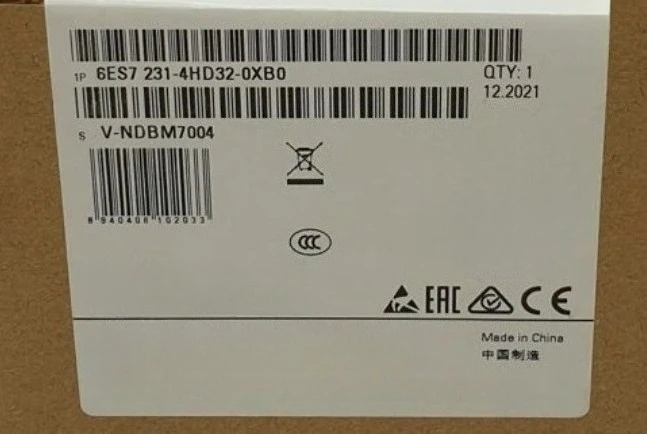 1P 6ES7 231-4HD32-0XB0
QTY: 1
12.2021
S V-NDBM7004
8 940406 102033
CCC
EAC
CE
Made in China
中国制造